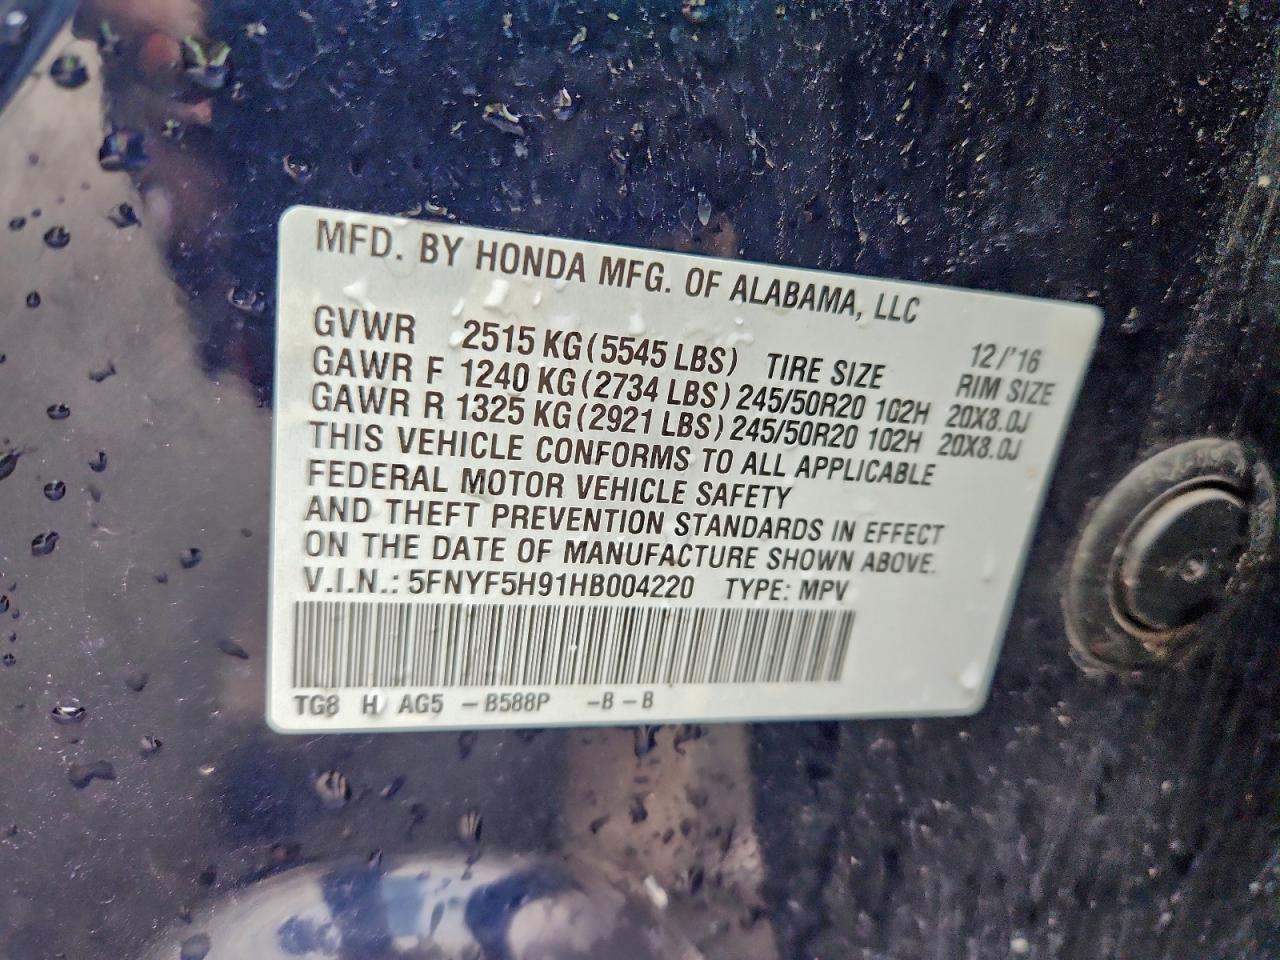 MFD. BY HONDA MFG. OF ALABAMA, LLC
12/'16
GVWR 2515 KG (5545 LBS) TIRE SIZE RIM SIZE
GAWR F 1240 KG (2734 LBS) 245/50R20 102H 20X8.0J
GAWR R 1325 KG (2921 LBS) 245/50R20 102H 20X8.0J
THIS VEHICLE CONFORMS TO ALL APPLICABLE
FEDERAL MOTOR VEHICLE SAFETY
AND THEFT PREVENTION STANDARDS IN EFFECT
ON THE DATE OF MANUFACTURE SHOWN ABOVE.
V.I.N.: 5FNYF5H91HB004220 TYPE: MPV
TG8 H AG5 - B588P -B-B